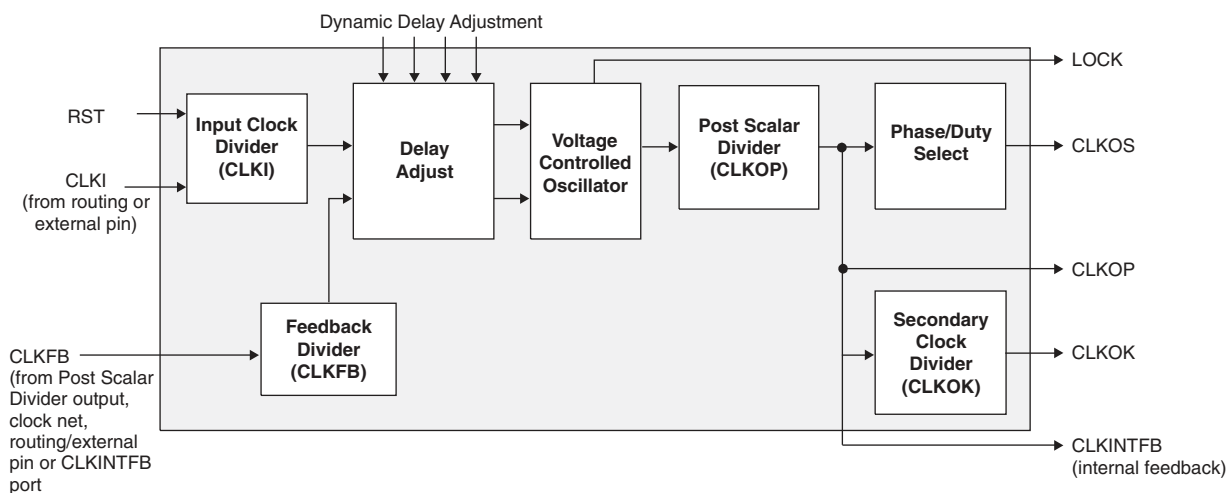 Dynamic Delay Adjustment
LOCK
RST
Input Clock
Divider
(CLKI)
Delay
Adjust
Voltage
Controlled
Oscillator
Post Scalar
Divider
(CLKOP)
Phase/Duty
Select
CLKOS
CLKI
(from routing or
external pin)
CLKOP
Feedback
Divider
(CLKFB)
Secondary
Clock
Divider
(CLKOK)
CLKOK
CLKFB
(from Post Scalar
Divider output,
clock net,
routing/external
pin or CLKINTFB
port
CLKINTFB
(internal feedback)